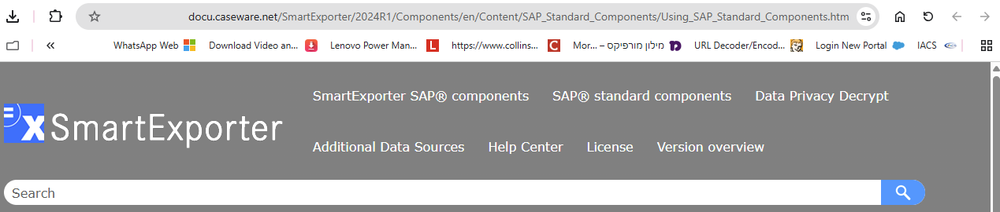 docu.caseware.net/SmartExporter/2024R1/Components/en/Content/SAP_Standard_Components/Using_SAP_Standard_Components.htm
« WhatsApp Web Download Video an... Lenovo Power Man... L https://www.collins... C Mor... – מילון מורפיקס URL Decoder/Encod... Login New Portal IACS
SmartExporter SAP® components SAP® standard components Data Privacy Decrypt
SmartExporter
Additional Data Sources Help Center License Version overview
Search